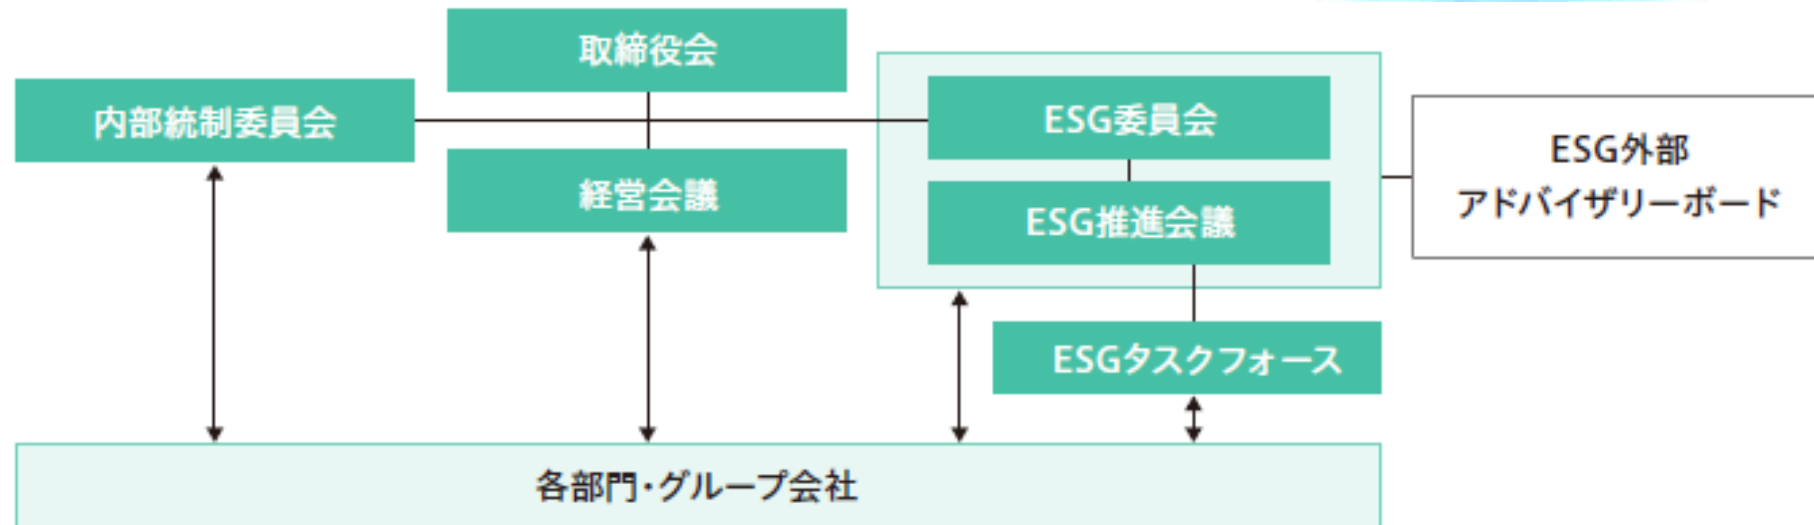 取締役会
内部統制委員会
ESG委員会
経営会議
ESG推進会議
ESG外部
アドバイザリーボード
ESGタスクフォース
各部門・グループ会社